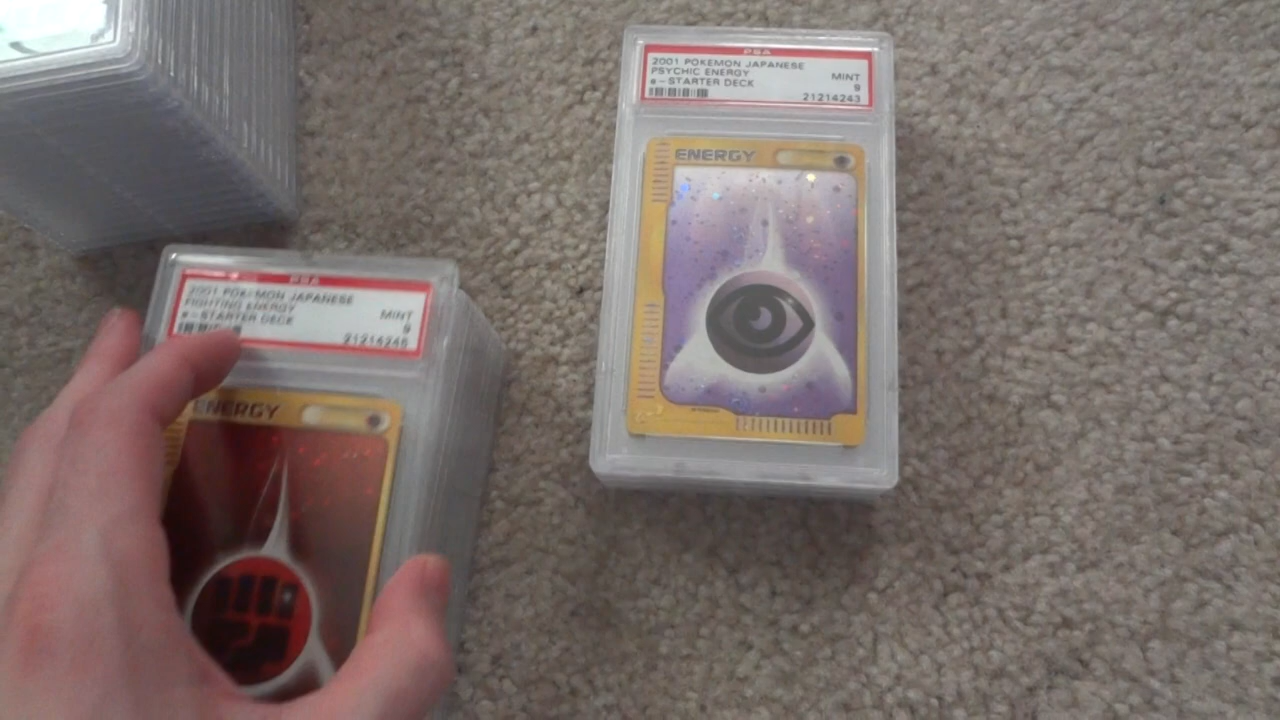 PSA
2001 POKEMON JAPANESE
PSYCHIC ENERGY
MINT
e-STARTER DECK
9
21214243
ENERGY
PSA
2001 POKEMON JAPANESE
FIGHTING ENERGY
MINT
e-STARTER DECK
9
ENERGY